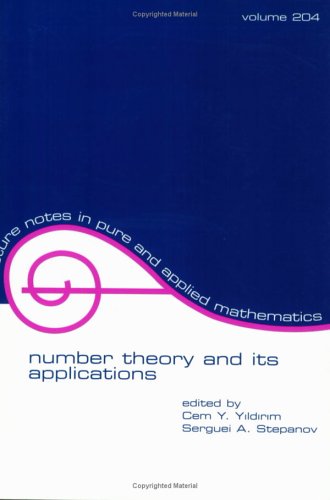 Copyrighted Material
volume 204
ture notes in pure and applied mathematics
number theory and its
applications
edited by
Cem Y. Yıldırım
Serguei A. Stepanov
Copyrighted Material